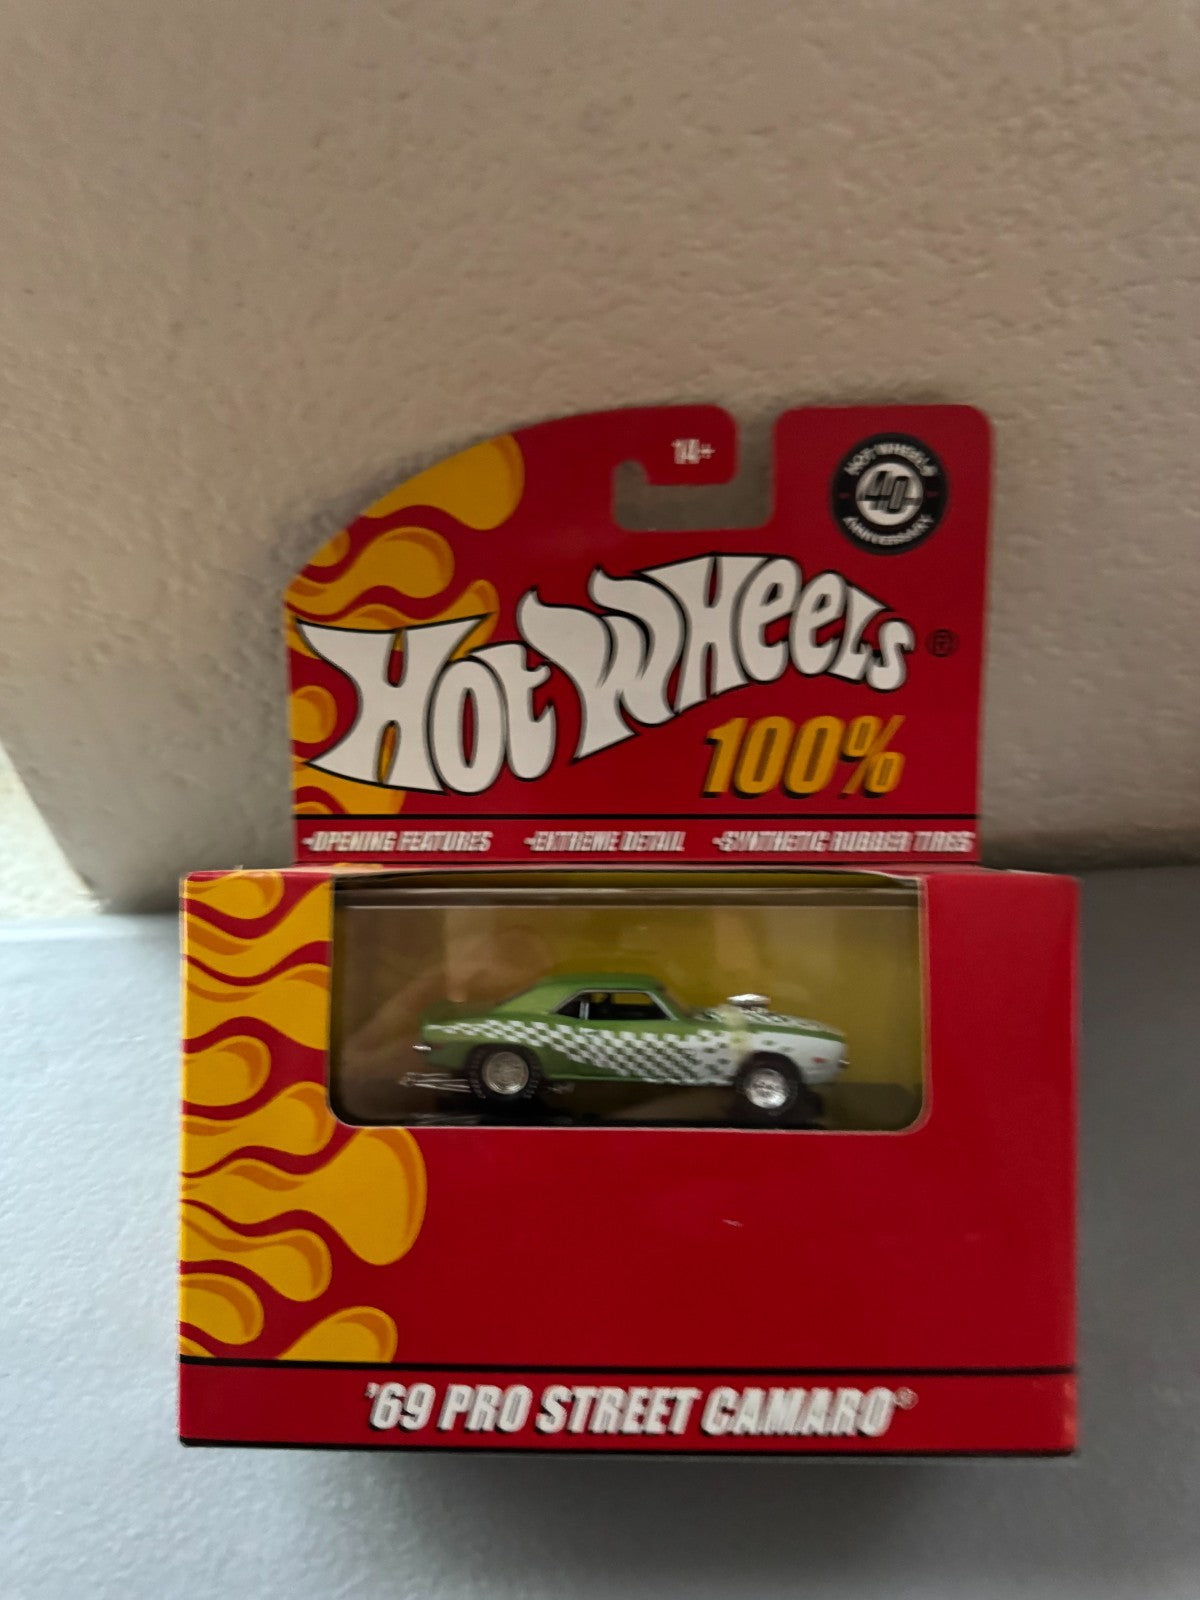 14+
HOT WHEELS
40
ANNIVERSARY
Hot Wheels®
100%
•OPENING FEATURES •EXTREME DETAIL •SYNTHETIC RUBBER TIRES
'69 PRO STREET CAMARO®